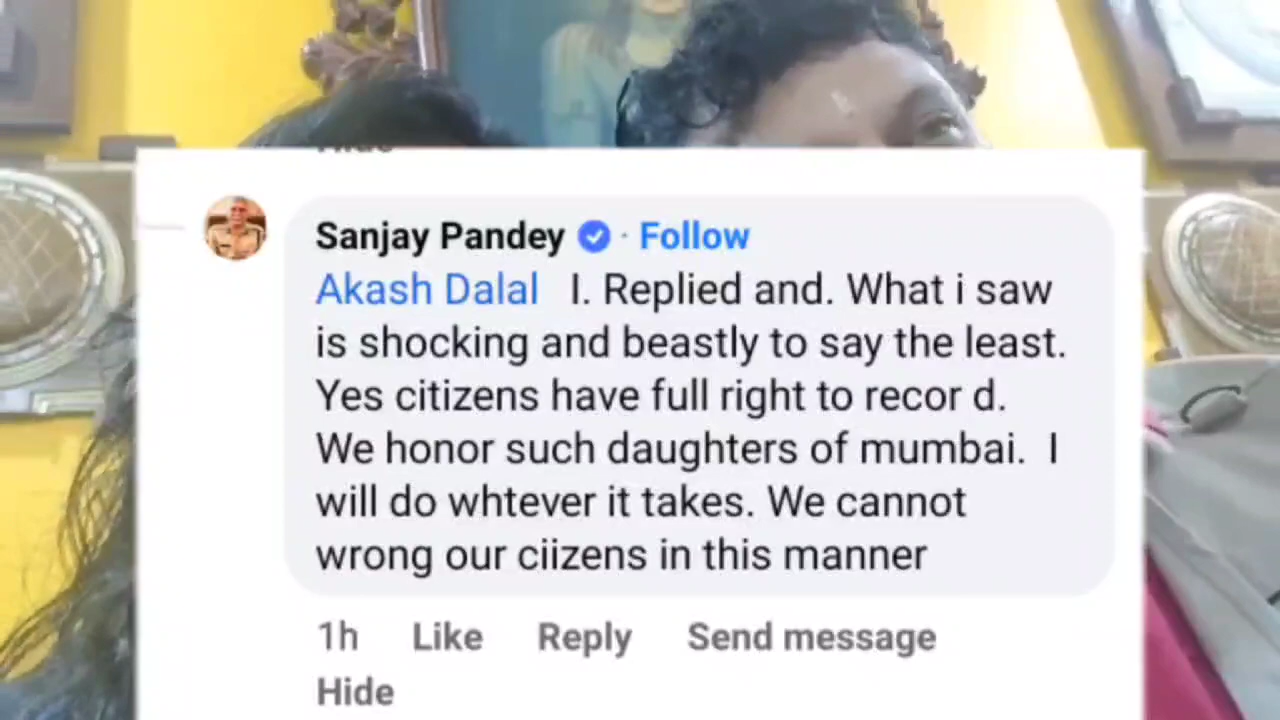 Hide
Sanjay Pandey · Follow
Akash Dalal I. Replied and. What i saw
is shocking and beastly to say the least.
Yes citizens have full right to recor d.
We honor such daughters of mumbai. I
will do whtever it takes. We cannot
wrong our ciizens in this manner
1h Like Reply Send message
Hide